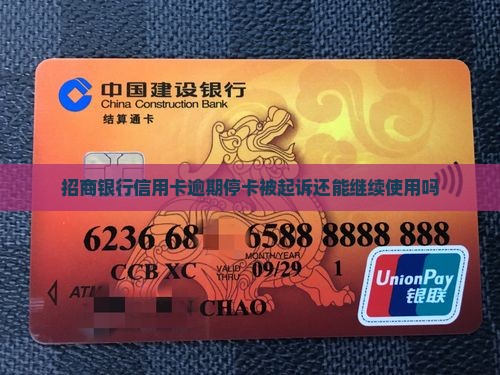 中国建设银行
China Construction Bank
结算通卡
招商银行信用卡逾期停卡被起诉还能继续使用吗
6236 68 6588 8888 888
MONTH/YEAR
CCB XC VALID THRU 09/29 1
ATM
CHAO
UnionPay
银联